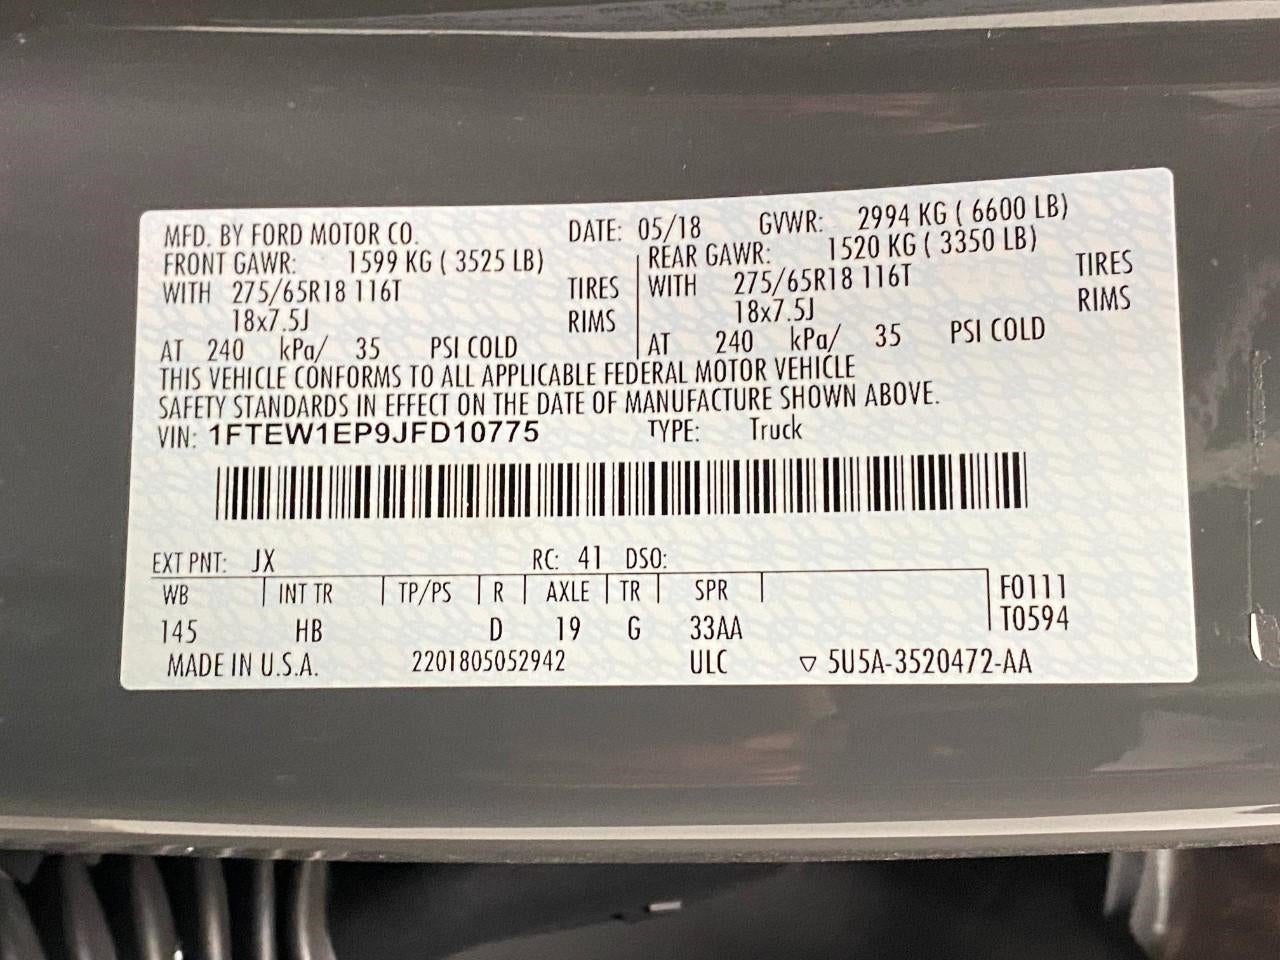 MFD. BY FORD MOTOR CO. DATE: 05/18 GVWR: 2994 KG ( 6600 LB)
FRONT GAWR: 1599 KG ( 3525 LB) REAR GAWR: 1520 KG ( 3350 LB)
WITH 275/65R18 116T TIRES WITH 275/65R18 116T TIRES
18x7.5J RIMS 18x7.5J RIMS
AT 240 kPa/ 35 PSI COLD AT 240 kPa/ 35 PSI COLD
THIS VEHICLE CONFORMS TO ALL APPLICABLE FEDERAL MOTOR VEHICLE
SAFETY STANDARDS IN EFFECT ON THE DATE OF MANUFACTURE SHOWN ABOVE.
VIN: 1FTEW1EP9JFD10775 TYPE: Truck
EXT PNT: JX RC: 41 DSO:
WB INT TR TP/PS R AXLE TR SPR F0111
145 HB D 19 G 33AA T0594
MADE IN U.S.A. 2201805052942 ULC ▽ 5U5A-3520472-AA